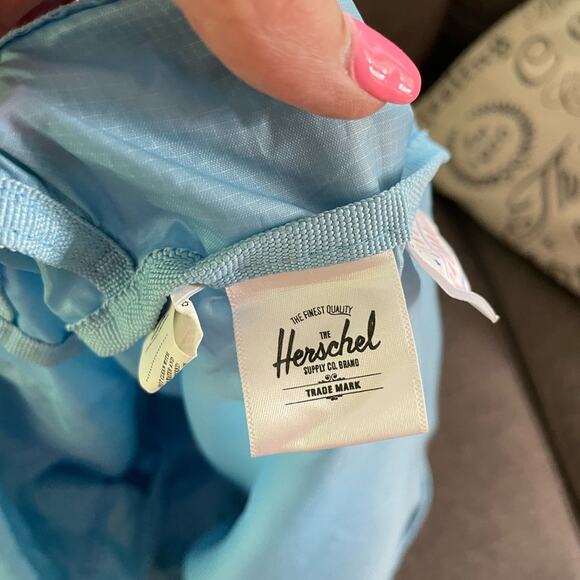 THE FINEST QUALITY
THE
Herschel
SUPPLY CO. BRAND
TRADE MARK